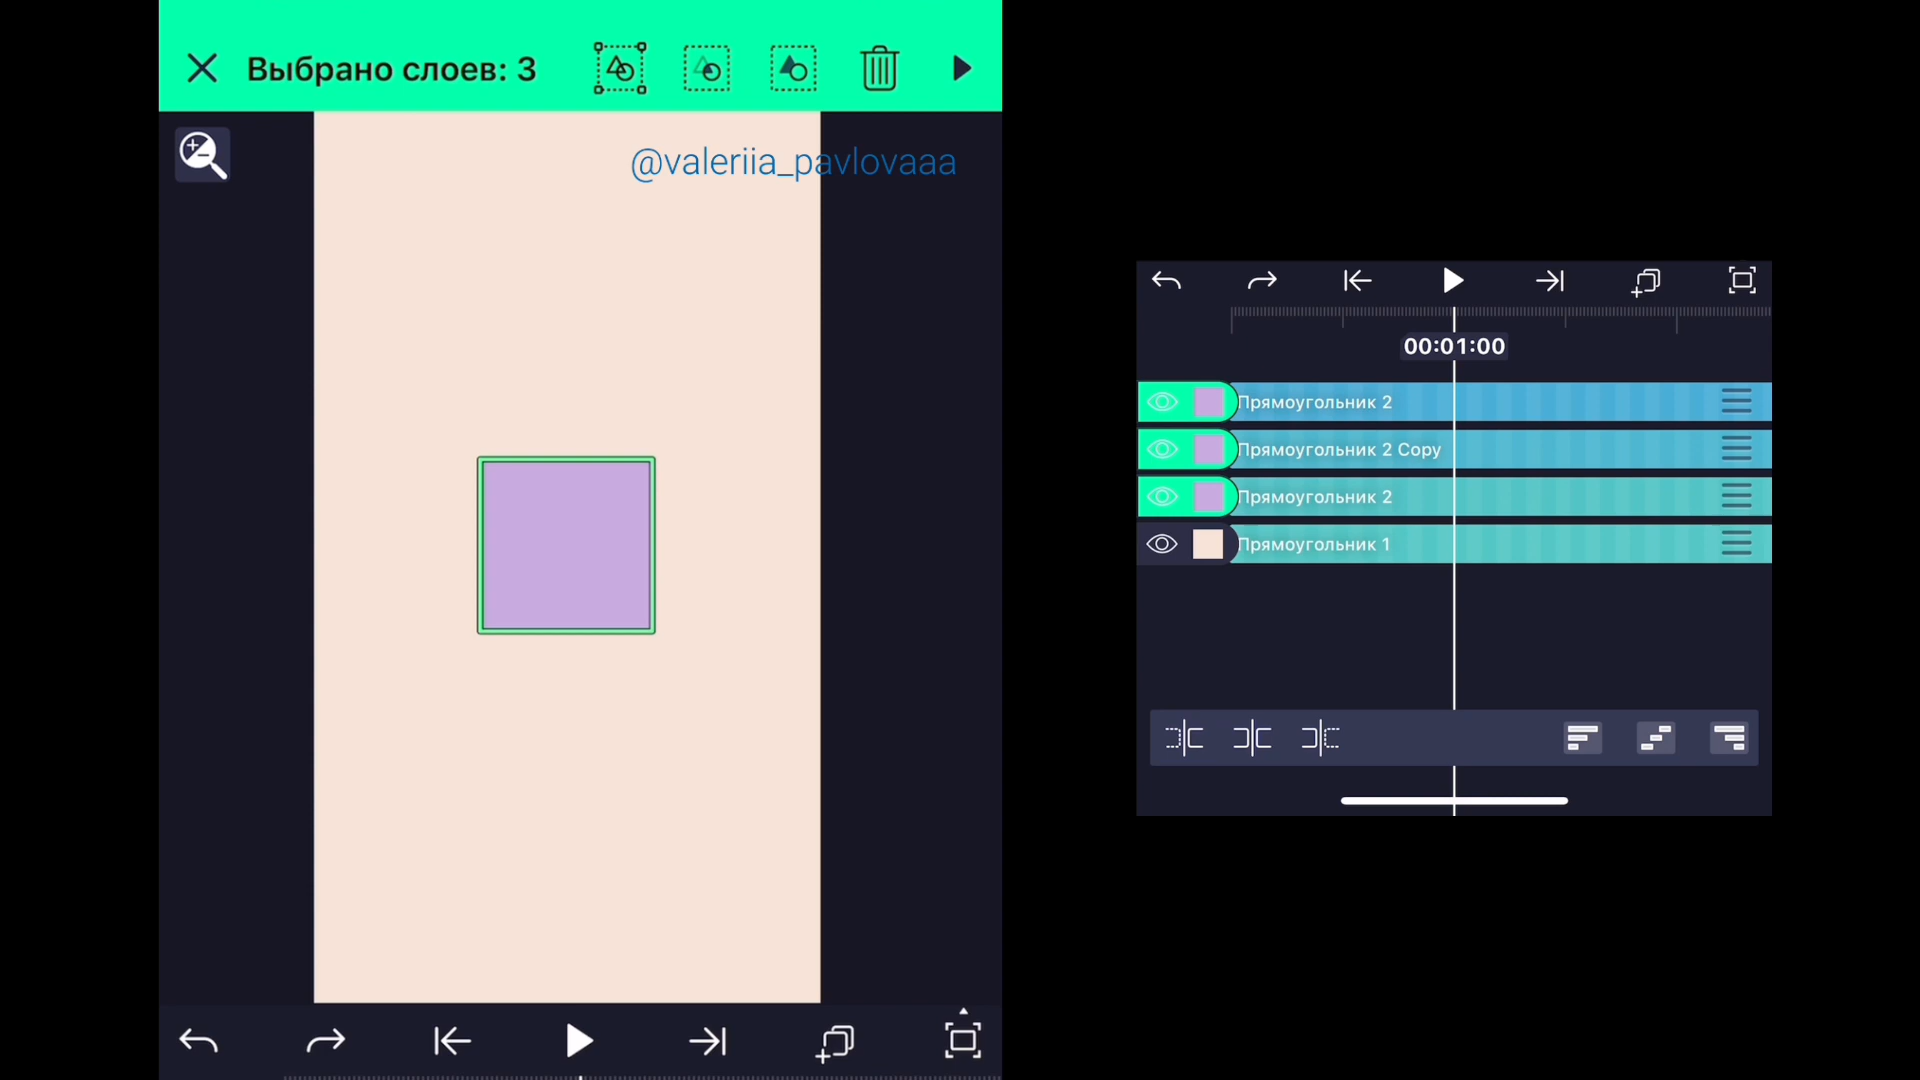 Выбрано слоев: 3
@valeriia_pavlovaaa
00:01:00
Прямоугольник 2
Прямоугольник 2 Copy
Прямоугольник 2
Прямоугольник 1